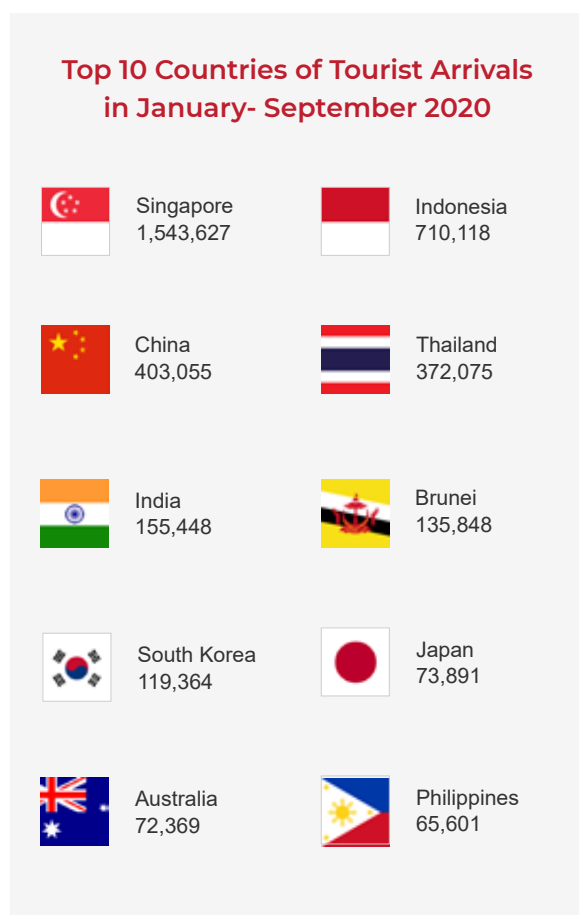 Top 10 Countries of Tourist Arrivals
in January- September 2020
Singapore
1,543,627
Indonesia
710,118
China
403,055
Thailand
372,075
India
155,448
Brunei
135,848
South Korea
119,364
Japan
73,891
Australia
72,369
Philippines
65,601